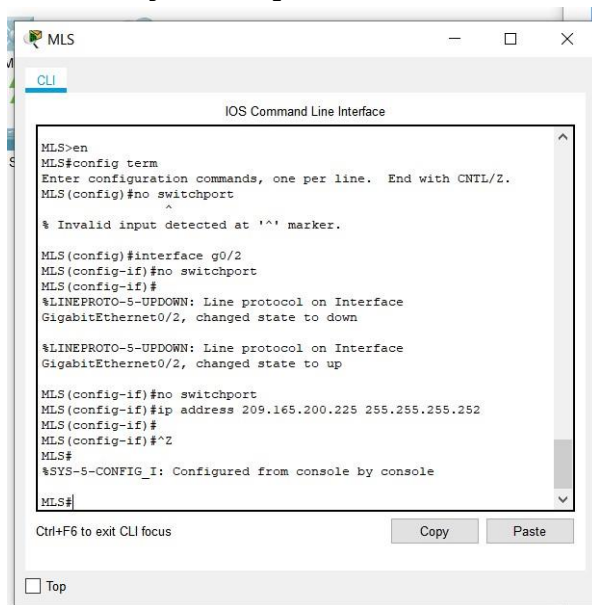 MLS
CLI
IOS Command Line Interface
MLS>en
MLS#config term
Enter configuration commands, one per line.  End with CNTL/Z.
MLS(config)#no switchport
^
% Invalid input detected at '^' marker.
MLS(config)#interface g0/2
MLS(config-if)#no switchport
MLS(config-if)#
%LINEPROTO-5-UPDOWN: Line protocol on Interface
GigabitEthernet0/2, changed state to down
%LINEPROTO-5-UPDOWN: Line protocol on Interface
GigabitEthernet0/2, changed state to up
MLS(config-if)#no switchport
MLS(config-if)#ip address 209.165.200.225 255.255.255.252
MLS(config-if)#
MLS(config-if)#^Z
MLS#
%SYS-5-CONFIG_I: Configured from console by console
MLS#
Ctrl+F6 to exit CLI focus
Copy
Paste
Top